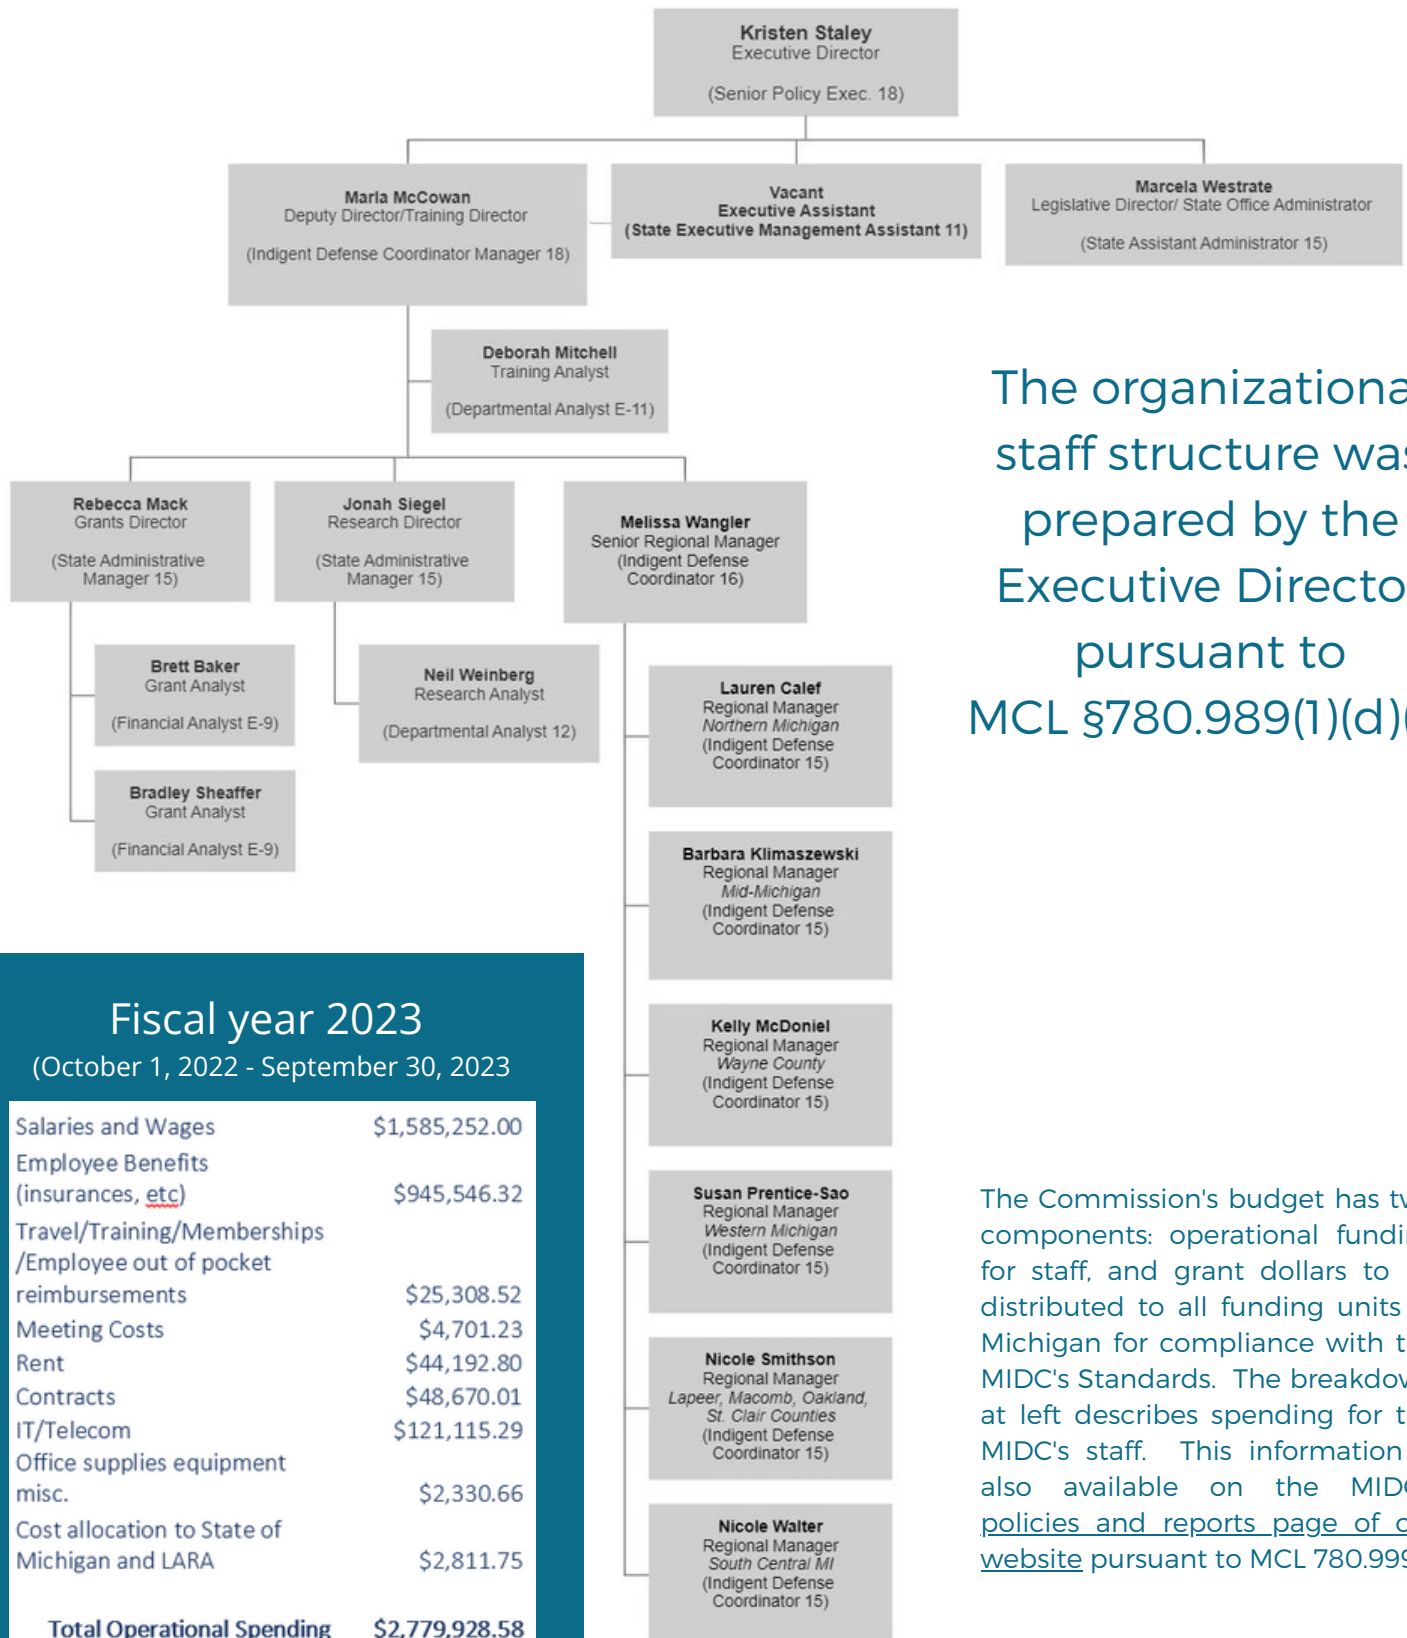 Kristen Staley
Executive Director
(Senior Policy Exec. 18)
Marla McCowan
Deputy Director/Training Director
(Indigent Defense Coordinator Manager 18)
Vacant
Executive Assistant
(State Executive Management Assistant 11)
Marcela Westrate
Legislative Director/ State Office Administrator
(State Assistant Administrator 15)
Deborah Mitchell
Training Analyst
(Departmental Analyst E-11)
Rebecca Mack
Grants Director
(State Administrative
Manager 15)
Jonah Siegel
Research Director
(State Administrative
Manager 15)
Melissa Wangler
Senior Regional Manager
(Indigent Defense
Coordinator 16)
Brett Baker
Grant Analyst
(Financial Analyst E-9)
Bradley Sheaffer
Grant Analyst
(Financial Analyst E-9)
Neil Weinberg
Research Analyst
(Departmental Analyst 12)
Lauren Calef
Regional Manager
Northern Michigan
(Indigent Defense
Coordinator 15)
Barbara Klimaszewski
Regional Manager
Mid-Michigan
(Indigent Defense
Coordinator 15)
Kelly McDoniel
Regional Manager
Wayne County
(Indigent Defense
Coordinator 15)
Susan Prentice-Sao
Regional Manager
Western Michigan
(Indigent Defense
Coordinator 15)
Nicole Smithson
Regional Manager
Lapeer, Macomb, Oakland,
St. Clair Counties
(Indigent Defense
Coordinator 15)
Nicole Walter
Regional Manager
South Central MI
(Indigent Defense
Coordinator 15)
The
staff structure
prepared by the
Executive
pursuant to
MCL
Fiscal year 2023
(October 1, 2022 - September 30, 2023
Salaries and Wages $1,585,252.00
Employee Benefits
(insurances, etc) $945,546.32
Travel/Training/Memberships
/Employee out of pocket
reimbursements $25,308.52
Meeting Costs $4,701.23
Rent $44,192.80
Contracts $48,670.01
IT/Telecom $121,115.29
Office supplies equipment
misc. $2,330.66
Cost allocation to State of
Michigan and LARA $2,811.75
Total Operational Spending $2,779,928.58
The Commission's budget has
components: operational
for staff, and grant dollars to
distributed to all funding units
Michigan for compliance with
MIDC's Standards. The
at left describes spending for
MIDC's staff. This information
also available on the
policies and reports page of
website pursuant to MCL